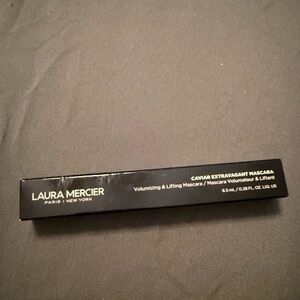 LAURA MERCIER
PARIS | NEW YORK
CAVIAR EXTRAVAGANT MASCARA
Volumizing & Lifting Mascara / Mascara Volumateur & Liftant
8.5 mL / 0.28 FL. OZ. LIQ. US